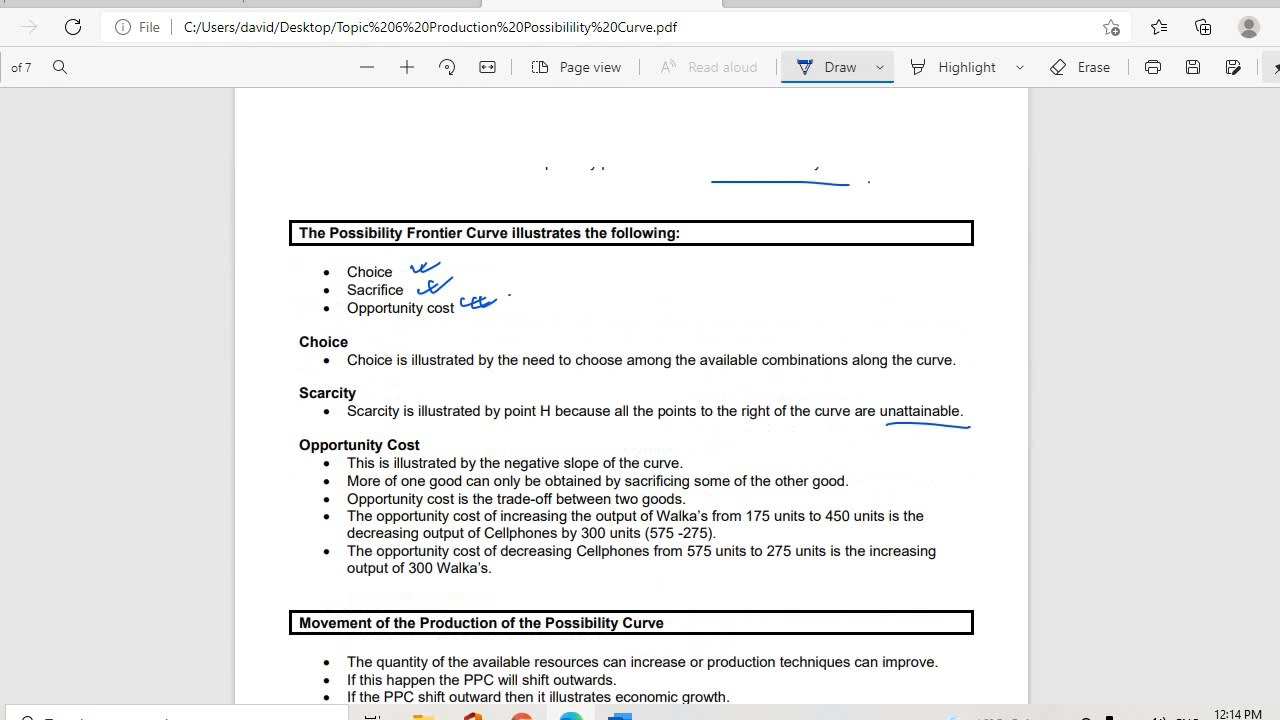 File C:/Users/david/Desktop/Topic%206%20Production%20Possibilility%20Curve.pdf
of 7 Page view Read aloud Draw Highlight Erase
The Possibility Frontier Curve illustrates the following:
• Choice
• Sacrifice
• Opportunity cost
Choice
• Choice is illustrated by the need to choose among the available combinations along the curve.
Scarcity
• Scarcity is illustrated by point H because all the points to the right of the curve are unattainable.
Opportunity Cost
• This is illustrated by the negative slope of the curve.
• More of one good can only be obtained by sacrificing some of the other good.
• Opportunity cost is the trade-off between two goods.
• The opportunity cost of increasing the output of Walka's from 175 units to 450 units is the
decreasing output of Cellphones by 300 units (575 -275).
• The opportunity cost of decreasing Cellphones from 575 units to 275 units is the increasing
output of 300 Walka's.
Movement of the Production of the Possibility Curve
• The quantity of the available resources can increase or production techniques can improve.
• If this happen the PPC will shift outwards.
• If the PPC shift outward then it illustrates economic growth.
12:14 PM